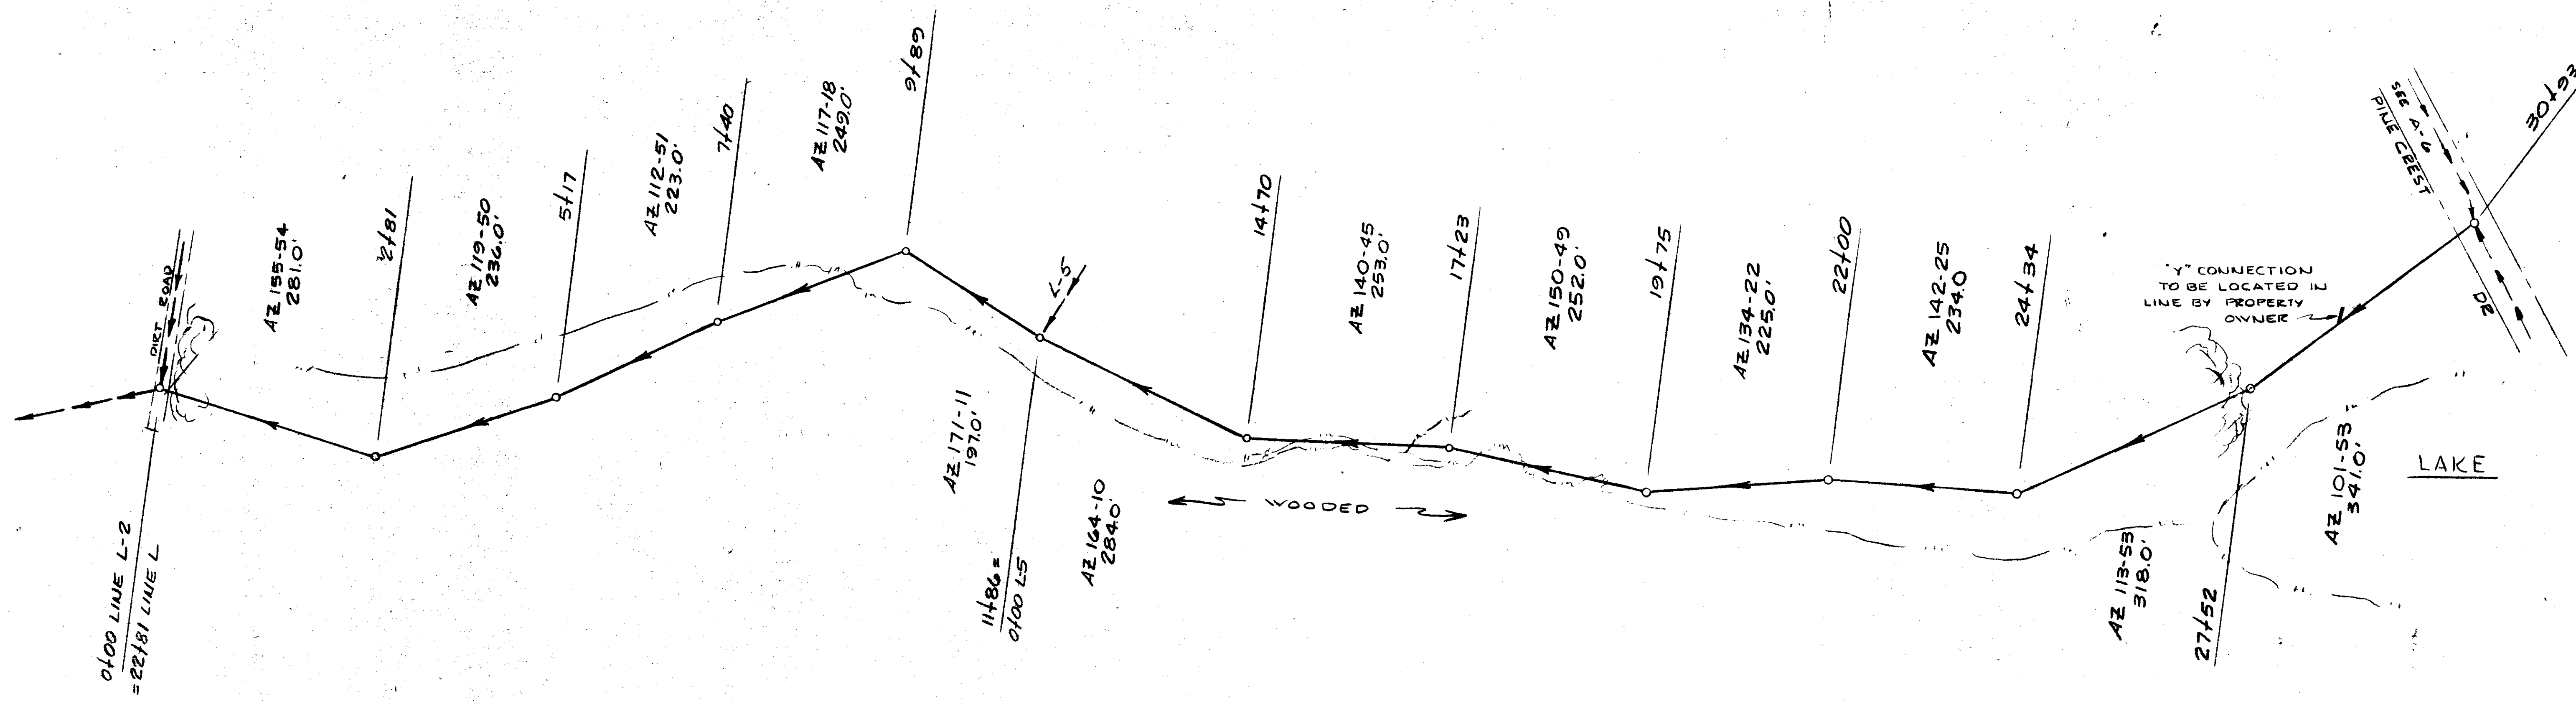 DIRT ROAD
0+00 LINE L-2
=22+81 LINE L
AZ 155-54
281.0'
2+81
AZ 119-50
236.0'
5+17
AZ 112-51
223.0'
7+40
AZ 117-18
249.0'
9+89
AZ 171-11
197.0'
L-5
11+86=
0+00 L5
AZ 164-10
284.0'
14+70
WOODED
AZ 140-45
253.0'
17+23
AZ 150-49
252.0'
19+75
AZ 134-22
225.0'
22+00
AZ 142-25
234.0
24+34
AZ 113-53
318.0'
27+52
"Y" CONNECTION
TO BE LOCATED IN
LINE BY PROPERTY
OWNER
AZ 101-53
341.0'
LAKE
SEE A-6
PINE CREST
DR
30+93